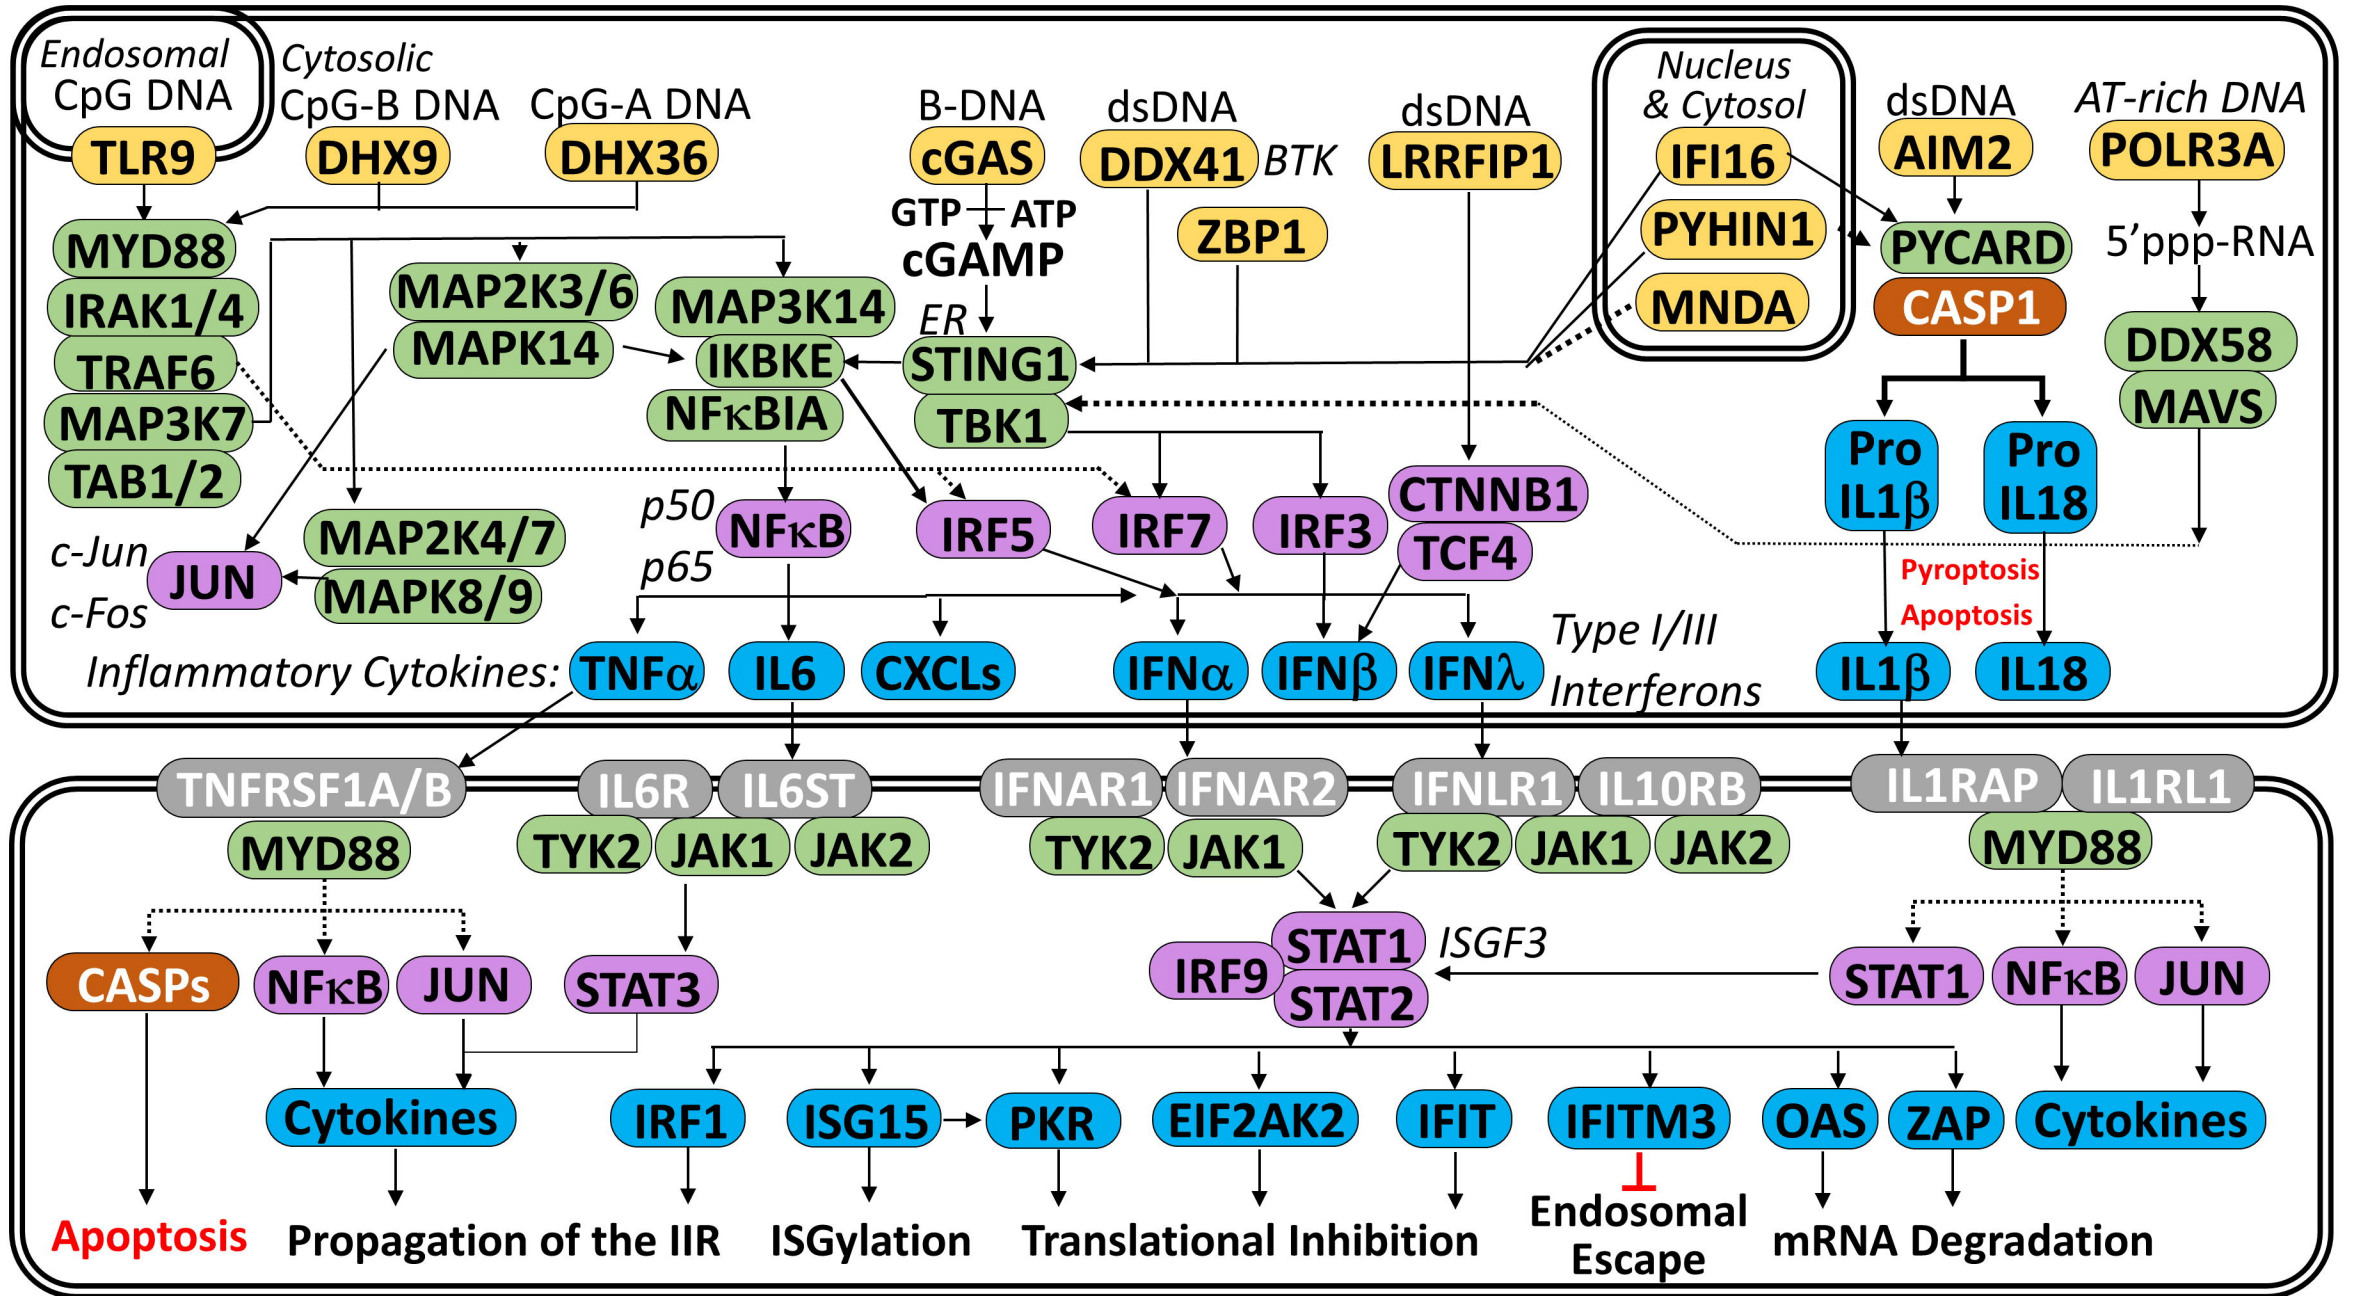 Endosomal
CpG DNA
TLR9
Cytosolic
CpG-B DNA
DHX9
CpG-A DNA
DHX36
B-DNA
cGAS
GTP
ATP
cGAMP
ER
dsDNA
DDX41
BTK
ZBP1
dsDNA
LRRFIP1
Nucleus
& Cytosol
IFI16
PYHIN1
MNDA
dsDNA
AIM2
PYCARD
CASP1
AT-rich DNA
POLR3A
5'ppp-RNA
DDX58
MAVS
MYD88
IRAK1/4
TRAF6
MAP3K7
TAB1/2
MAP2K3/6
MAPK14
MAP3K14
IKBKE
NFκBIA
STING1
TBK1
Pro
IL1β
Pro
IL18
c-Jun
c-Fos
JUN
MAP2K4/7
MAPK8/9
p50
p65
NFκB
IRF5
IRF7
IRF3
CTNNB1
TCF4
Pyroptosis
Apoptosis
Inflammatory Cytokines:
TNFα
IL6
CXCLs
IFNα
IFNβ
IFNλ
Type I/III
Interferons
IL1β
IL18
TNFRSF1A/B
IL6R
IL6ST
IFNAR1
IFNAR2
IFNLR1
IL10RB
IL1RAP
IL1RL1
MYD88
TYK2
JAK1
JAK2
TYK2
JAK1
TYK2
JAK1
JAK2
MYD88
CASPs
NFκB
JUN
STAT3
IRF9
STAT1
STAT2
ISGF3
STAT1
NFκB
JUN
Cytokines
IRF1
ISG15
PKR
EIF2AK2
IFIT
IFITM3
OAS
ZAP
Cytokines
Apoptosis
Propagation of the IIR
ISGylation
Translational Inhibition
Endosomal
Escape
mRNA Degradation